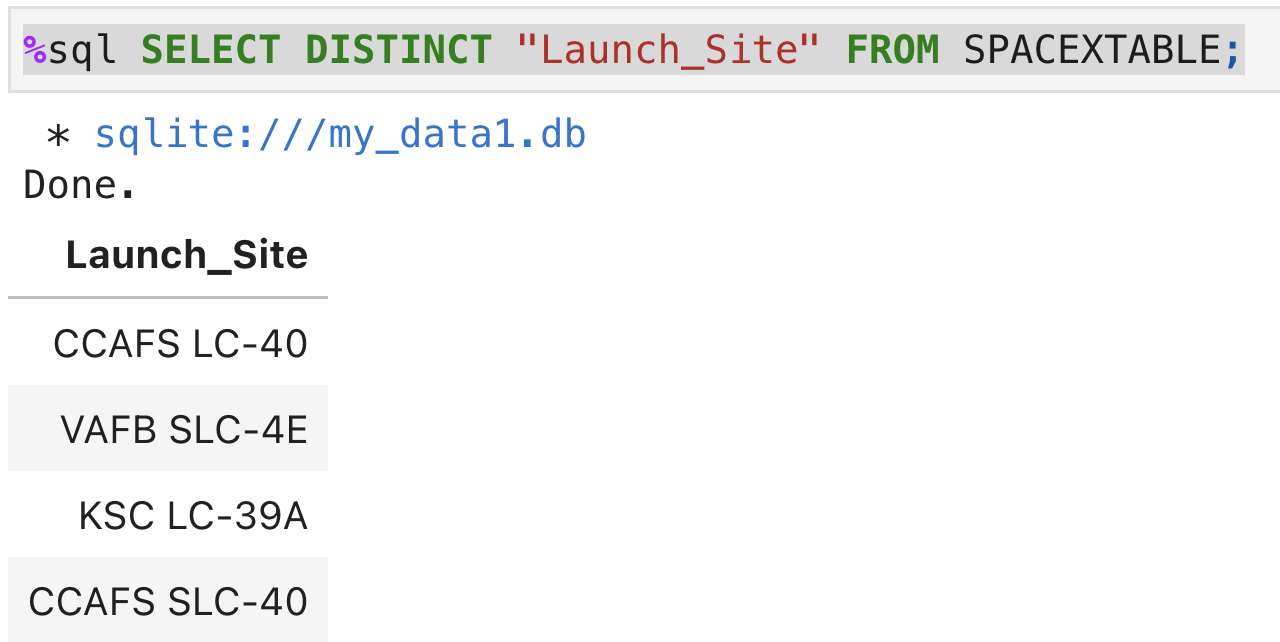 %sql SELECT DISTINCT "Launch_Site" FROM SPACEXTABLE;
* sqlite:///my_data1.db
Done.
Launch_Site
CCAFS LC-40
VAFB SLC-4E
KSC LC-39A
CCAFS SLC-40